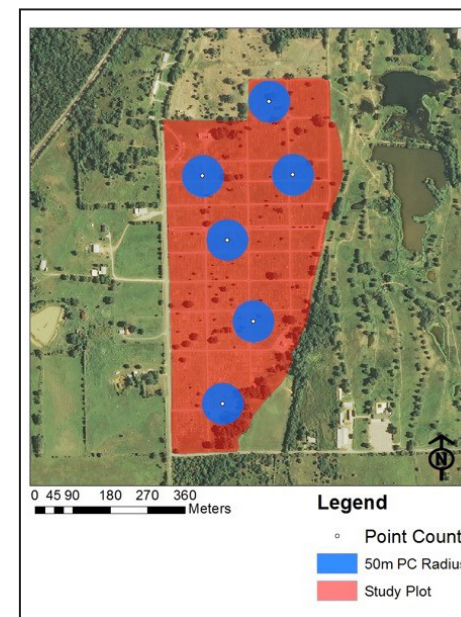 N
0 45 90 180 270 360
Meters
Legend
Point Count
50m PC Radius
Study Plot